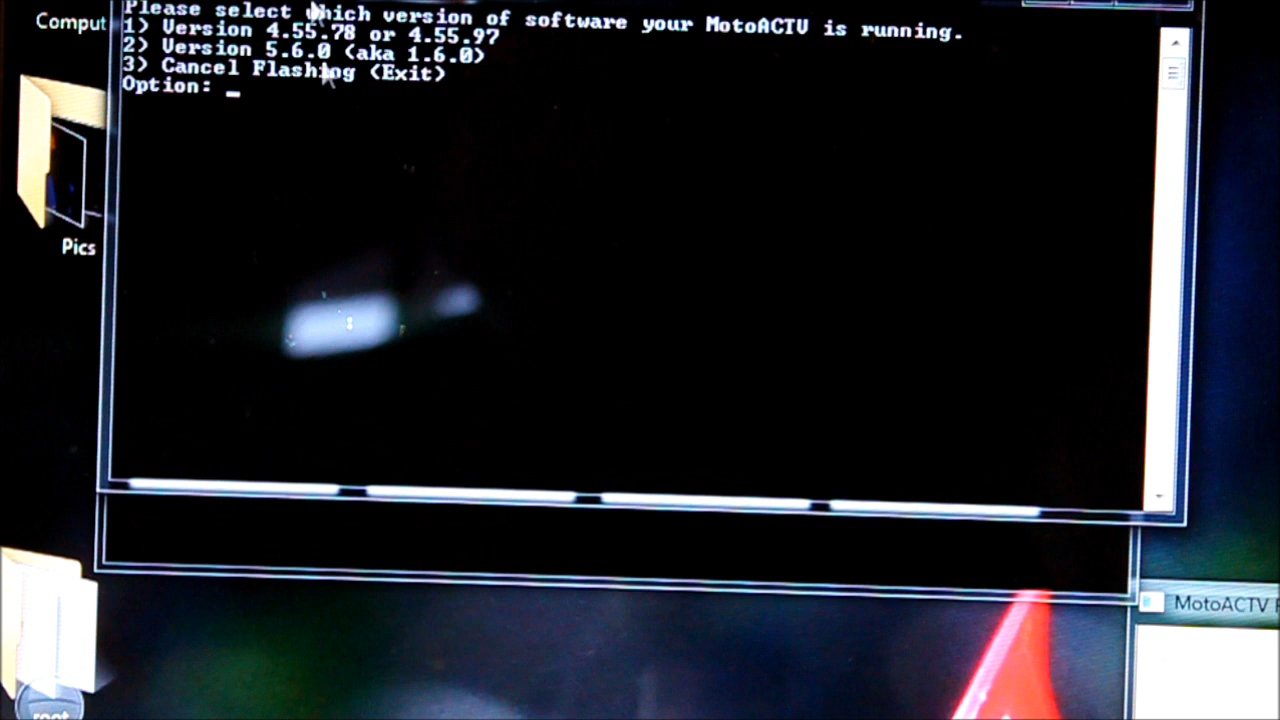 Please select which version of software your MotoACTV is running.
1) Version 4.55.78 or 4.55.97
2) Version 5.6.0 (aka 1.6.0)
3) Cancel Flashing (Exit)
Option: _
Comput
Pics
MotoACTV
root